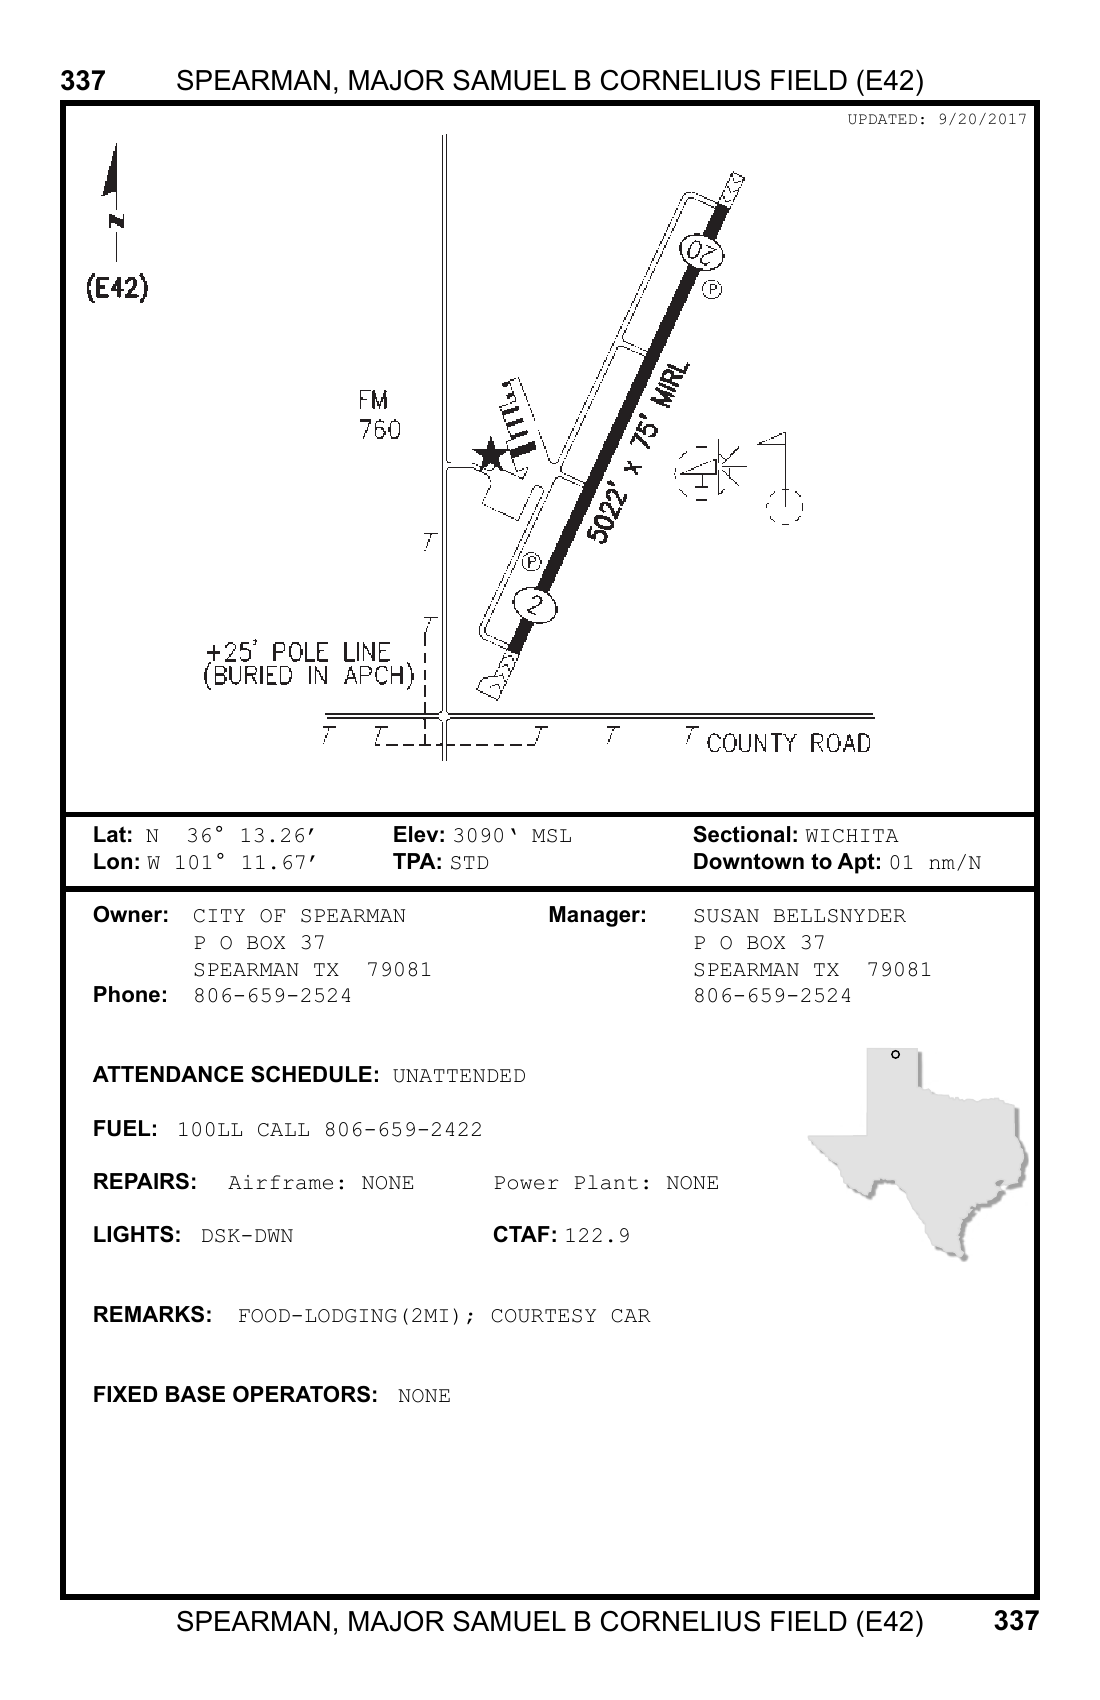 337 SPEARMAN, MAJOR SAMUEL B CORNELIUS FIELD (E42)
UPDATED: 9/20/2017
N
(E42)
20
P
FM
760
5022' x 75' MIRL
P
2
+25' POLE LINE
(BURIED IN APCH)
T
T
T T T T T COUNTY ROAD
Lat: N 36° 13.26′ Elev: 3090‘ MSL Sectional: WICHITA
Lon: W 101° 11.67′ TPA: STD Downtown to Apt: 01 nm/N
Owner: CITY OF SPEARMAN Manager: SUSAN BELLSNYDER
P O BOX 37 P O BOX 37
SPEARMAN TX 79081 SPEARMAN TX 79081
Phone: 806-659-2524 806-659-2524
ATTENDANCE SCHEDULE: UNATTENDED
FUEL: 100LL CALL 806-659-2422
REPAIRS: Airframe: NONE Power Plant: NONE
LIGHTS: DSK-DWN CTAF: 122.9
REMARKS: FOOD-LODGING(2MI); COURTESY CAR
FIXED BASE OPERATORS: NONE
SPEARMAN, MAJOR SAMUEL B CORNELIUS FIELD (E42) 337